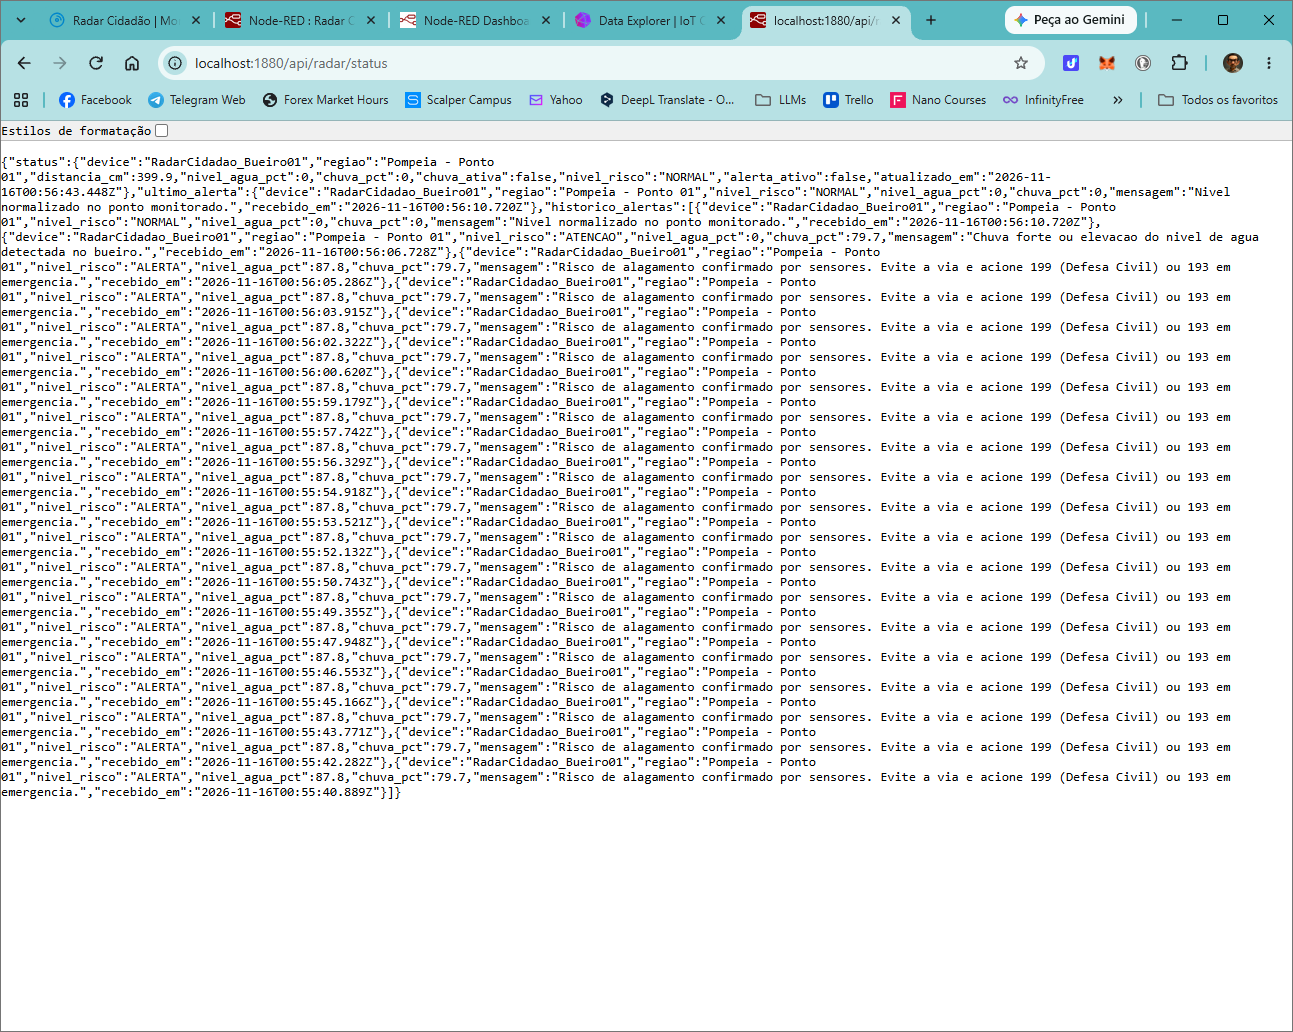 Radar Cidadão | Mo
Node-RED : Radar C
Node-RED Dashboa
Data Explorer | IoT C
localhost:1880/api/r
Peça ao Gemini
localhost:1880/api/radar/status
Facebook
Telegram Web
Forex Market Hours
Scalper Campus
Yahoo
DeepL Translate - O...
LLMs
Trello
Nano Courses
InfinityFree
»
Todos os favoritos
Estilos de formatação
{"status":{"device":"RadarCidadao_Bueiro01","regiao":"Pompeia - Ponto
01","distancia_cm":399.9,"nivel_agua_pct":0,"chuva_pct":0,"chuva_ativa":false,"nivel_risco":"NORMAL","alerta_ativo":false,"atualizado_em":"2026-11-
16T00:56:43.448Z"},"ultimo_alerta":{"device":"RadarCidadao_Bueiro01","regiao":"Pompeia - Ponto 01","nivel_risco":"NORMAL","nivel_agua_pct":0,"chuva_pct":0,"mensagem":"Nivel
normalizado no ponto monitorado.","recebido_em":"2026-11-16T00:56:10.720Z"},"historico_alertas":[{"device":"RadarCidadao_Bueiro01","regiao":"Pompeia - Ponto
01","nivel_risco":"NORMAL","nivel_agua_pct":0,"chuva_pct":0,"mensagem":"Nivel normalizado no ponto monitorado.","recebido_em":"2026-11-16T00:56:10.720Z"},
{"device":"RadarCidadao_Bueiro01","regiao":"Pompeia - Ponto 01","nivel_risco":"ATENCAO","nivel_agua_pct":0,"chuva_pct":79.7,"mensagem":"Chuva forte ou elevacao do nivel de agua
detectada no bueiro.","recebido_em":"2026-11-16T00:56:06.728Z"},{"device":"RadarCidadao_Bueiro01","regiao":"Pompeia - Ponto
01","nivel_risco":"ALERTA","nivel_agua_pct":87.8,"chuva_pct":79.7,"mensagem":"Risco de alagamento confirmado por sensores. Evite a via e acione 199 (Defesa Civil) ou 193 em
emergencia.","recebido_em":"2026-11-16T00:56:05.286Z"},{"device":"RadarCidadao_Bueiro01","regiao":"Pompeia - Ponto
01","nivel_risco":"ALERTA","nivel_agua_pct":87.8,"chuva_pct":79.7,"mensagem":"Risco de alagamento confirmado por sensores. Evite a via e acione 199 (Defesa Civil) ou 193 em
emergencia.","recebido_em":"2026-11-16T00:56:03.915Z"},{"device":"RadarCidadao_Bueiro01","regiao":"Pompeia - Ponto
01","nivel_risco":"ALERTA","nivel_agua_pct":87.8,"chuva_pct":79.7,"mensagem":"Risco de alagamento confirmado por sensores. Evite a via e acione 199 (Defesa Civil) ou 193 em
emergencia.","recebido_em":"2026-11-16T00:56:02.322Z"},{"device":"RadarCidadao_Bueiro01","regiao":"Pompeia - Ponto
01","nivel_risco":"ALERTA","nivel_agua_pct":87.8,"chuva_pct":79.7,"mensagem":"Risco de alagamento confirmado por sensores. Evite a via e acione 199 (Defesa Civil) ou 193 em
emergencia.","recebido_em":"2026-11-16T00:56:00.620Z"},{"device":"RadarCidadao_Bueiro01","regiao":"Pompeia - Ponto
01","nivel_risco":"ALERTA","nivel_agua_pct":87.8,"chuva_pct":79.7,"mensagem":"Risco de alagamento confirmado por sensores. Evite a via e acione 199 (Defesa Civil) ou 193 em
emergencia.","recebido_em":"2026-11-16T00:55:59.179Z"},{"device":"RadarCidadao_Bueiro01","regiao":"Pompeia - Ponto
01","nivel_risco":"ALERTA","nivel_agua_pct":87.8,"chuva_pct":79.7,"mensagem":"Risco de alagamento confirmado por sensores. Evite a via e acione 199 (Defesa Civil) ou 193 em
emergencia.","recebido_em":"2026-11-16T00:55:57.742Z"},{"device":"RadarCidadao_Bueiro01","regiao":"Pompeia - Ponto
01","nivel_risco":"ALERTA","nivel_agua_pct":87.8,"chuva_pct":79.7,"mensagem":"Risco de alagamento confirmado por sensores. Evite a via e acione 199 (Defesa Civil) ou 193 em
emergencia.","recebido_em":"2026-11-16T00:55:56.329Z"},{"device":"RadarCidadao_Bueiro01","regiao":"Pompeia - Ponto
01","nivel_risco":"ALERTA","nivel_agua_pct":87.8,"chuva_pct":79.7,"mensagem":"Risco de alagamento confirmado por sensores. Evite a via e acione 199 (Defesa Civil) ou 193 em
emergencia.","recebido_em":"2026-11-16T00:55:54.918Z"},{"device":"RadarCidadao_Bueiro01","regiao":"Pompeia - Ponto
01","nivel_risco":"ALERTA","nivel_agua_pct":87.8,"chuva_pct":79.7,"mensagem":"Risco de alagamento confirmado por sensores. Evite a via e acione 199 (Defesa Civil) ou 193 em
emergencia.","recebido_em":"2026-11-16T00:55:53.521Z"},{"device":"RadarCidadao_Bueiro01","regiao":"Pompeia - Ponto
01","nivel_risco":"ALERTA","nivel_agua_pct":87.8,"chuva_pct":79.7,"mensagem":"Risco de alagamento confirmado por sensores. Evite a via e acione 199 (Defesa Civil) ou 193 em
emergencia.","recebido_em":"2026-11-16T00:55:52.132Z"},{"device":"RadarCidadao_Bueiro01","regiao":"Pompeia - Ponto
01","nivel_risco":"ALERTA","nivel_agua_pct":87.8,"chuva_pct":79.7,"mensagem":"Risco de alagamento confirmado por sensores. Evite a via e acione 199 (Defesa Civil) ou 193 em
emergencia.","recebido_em":"2026-11-16T00:55:50.743Z"},{"device":"RadarCidadao_Bueiro01","regiao":"Pompeia - Ponto
01","nivel_risco":"ALERTA","nivel_agua_pct":87.8,"chuva_pct":79.7,"mensagem":"Risco de alagamento confirmado por sensores. Evite a via e acione 199 (Defesa Civil) ou 193 em
emergencia.","recebido_em":"2026-11-16T00:55:49.355Z"},{"device":"RadarCidadao_Bueiro01","regiao":"Pompeia - Ponto
01","nivel_risco":"ALERTA","nivel_agua_pct":87.8,"chuva_pct":79.7,"mensagem":"Risco de alagamento confirmado por sensores. Evite a via e acione 199 (Defesa Civil) ou 193 em
emergencia.","recebido_em":"2026-11-16T00:55:47.948Z"},{"device":"RadarCidadao_Bueiro01","regiao":"Pompeia - Ponto
01","nivel_risco":"ALERTA","nivel_agua_pct":87.8,"chuva_pct":79.7,"mensagem":"Risco de alagamento confirmado por sensores. Evite a via e acione 199 (Defesa Civil) ou 193 em
emergencia.","recebido_em":"2026-11-16T00:55:46.553Z"},{"device":"RadarCidadao_Bueiro01","regiao":"Pompeia - Ponto
01","nivel_risco":"ALERTA","nivel_agua_pct":87.8,"chuva_pct":79.7,"mensagem":"Risco de alagamento confirmado por sensores. Evite a via e acione 199 (Defesa Civil) ou 193 em
emergencia.","recebido_em":"2026-11-16T00:55:45.166Z"},{"device":"RadarCidadao_Bueiro01","regiao":"Pompeia - Ponto
01","nivel_risco":"ALERTA","nivel_agua_pct":87.8,"chuva_pct":79.7,"mensagem":"Risco de alagamento confirmado por sensores. Evite a via e acione 199 (Defesa Civil) ou 193 em
emergencia.","recebido_em":"2026-11-16T00:55:43.771Z"},{"device":"RadarCidadao_Bueiro01","regiao":"Pompeia - Ponto
01","nivel_risco":"ALERTA","nivel_agua_pct":87.8,"chuva_pct":79.7,"mensagem":"Risco de alagamento confirmado por sensores. Evite a via e acione 199 (Defesa Civil) ou 193 em
emergencia.","recebido_em":"2026-11-16T00:55:42.282Z"},{"device":"RadarCidadao_Bueiro01","regiao":"Pompeia - Ponto
01","nivel_risco":"ALERTA","nivel_agua_pct":87.8,"chuva_pct":79.7,"mensagem":"Risco de alagamento confirmado por sensores. Evite a via e acione 199 (Defesa Civil) ou 193 em
emergencia.","recebido_em":"2026-11-16T00:55:40.889Z"}]}